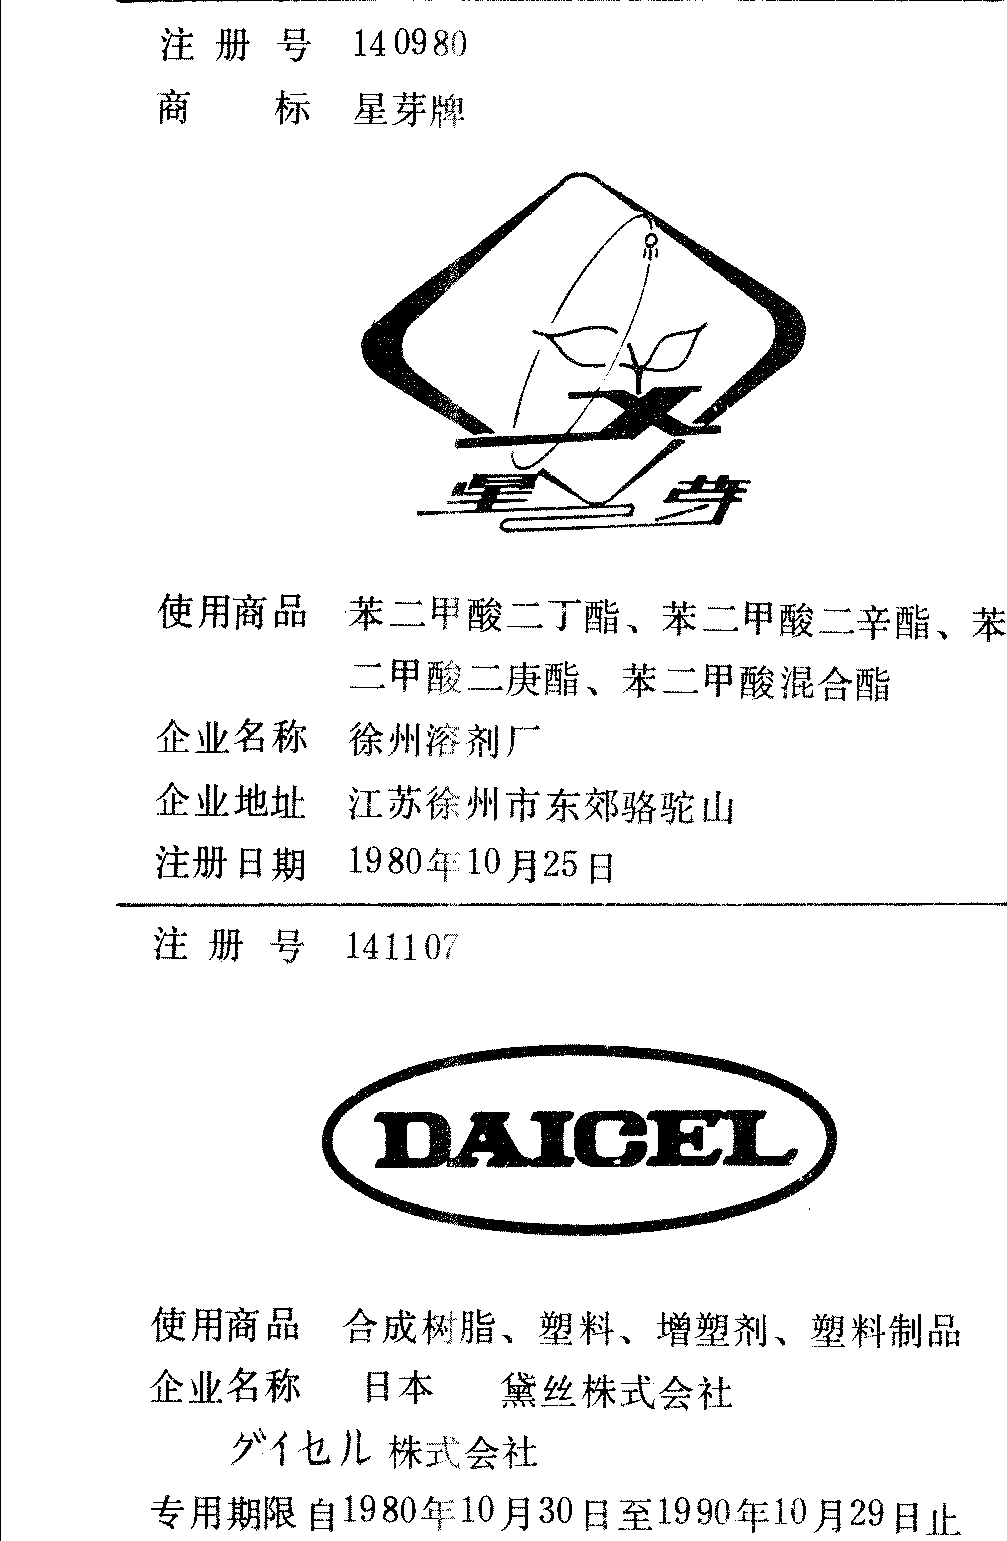 注册号 140980
商标 星芽牌
星芽
使用商品 苯二甲酸二丁酯、苯二甲酸二辛酯、苯
二甲酸二庚酯、苯二甲酸混合酯
企业名称 徐州溶剂厂
企业地址 江苏徐州市东郊骆驼山
注册日期 1980年10月25日
注册号 141107
DAICEL
使用商品 合成树脂、塑料、增塑剂、塑料制品
企业名称 日本 黛丝株式会社
ダイセル株式会社
专用期限自1980年10月30日至1990年10月29日止